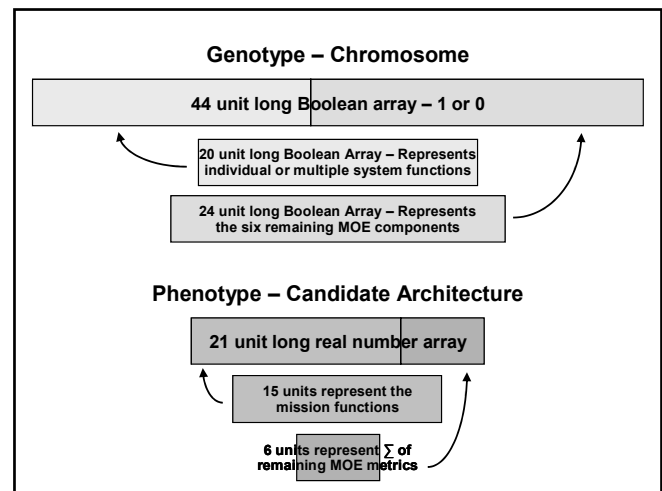 Genotype – Chromosome
44 unit long Boolean array – 1 or 0
20 unit long Boolean Array – Represents
individual or multiple system functions
24 unit long Boolean Array – Represents
the six remaining MOE components
Phenotype – Candidate Architecture
21 unit long real number array
15 units represent the
mission functions
6 units represent ∑ of
remaining MOE metrics